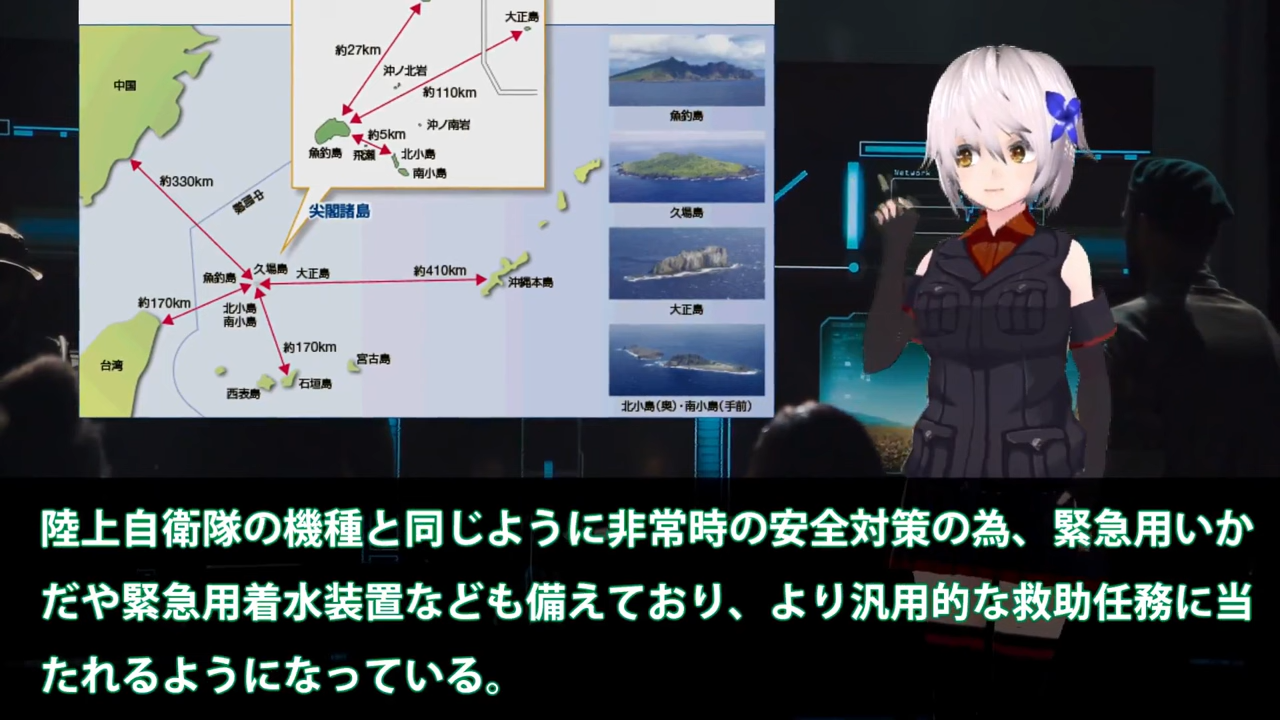 大正島
約27km
沖ノ北岩
約110km
沖ノ南岩
約5km
魚釣島
飛瀬
北小島
南小島
中国
約330km
中間線
尖閣諸島
魚釣島
久場島
大正島
約410km
沖縄本島
約170km
北小島
南小島
台湾
約170km
宮古島
石垣島
西表島
魚釣島
久場島
大正島
北小島(奥)・南小島(手前)
Network
陸上自衛隊の機種と同じように非常時の安全対策の為、緊急用いか
だや緊急用着水装置なども備えており、より汎用的な救助任務に当
たれるようになっている。